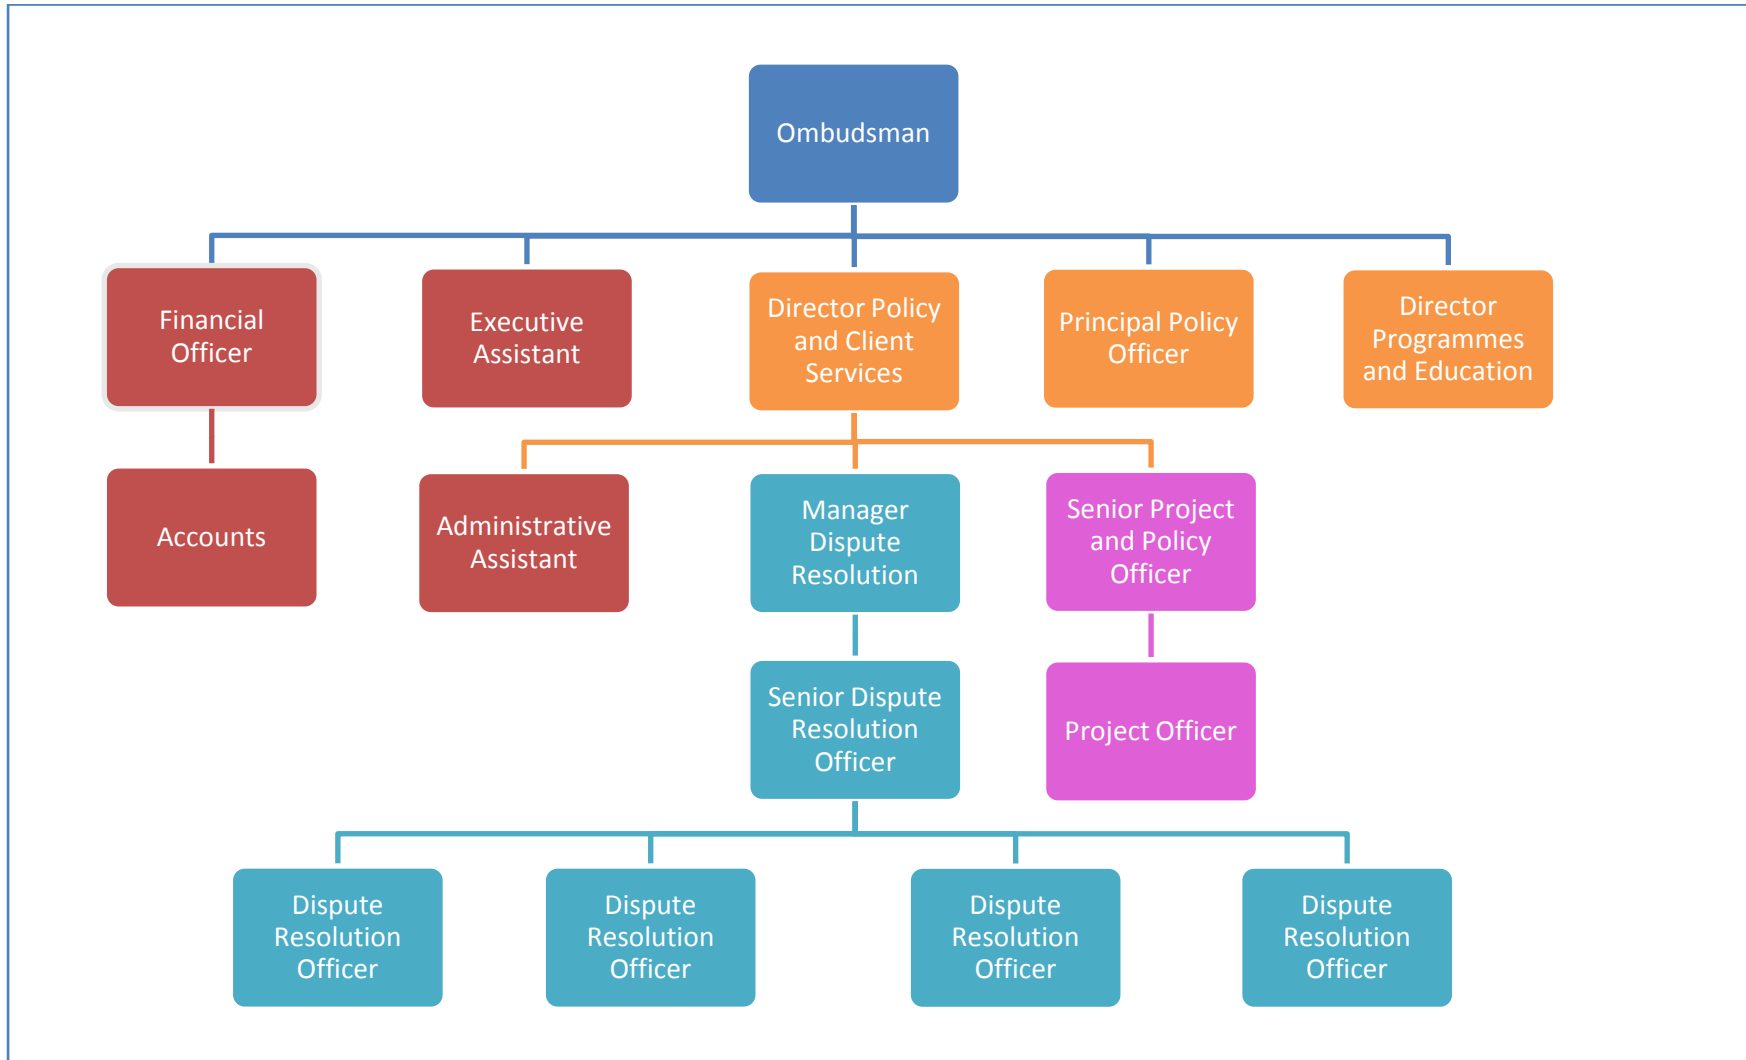 Ombudsman
Financial
Officer
Executive
Assistant
Director Policy
and Client
Services
Principal Policy
Officer
Director
Programmes
and Education
Accounts
Administrative
Assistant
Manager
Dispute
Resolution
Senior Project
and Policy
Officer
Senior Dispute
Resolution
Officer
Project Officer
Dispute
Resolution
Officer
Dispute
Resolution
Officer
Dispute
Resolution
Officer
Dispute
Resolution
Officer